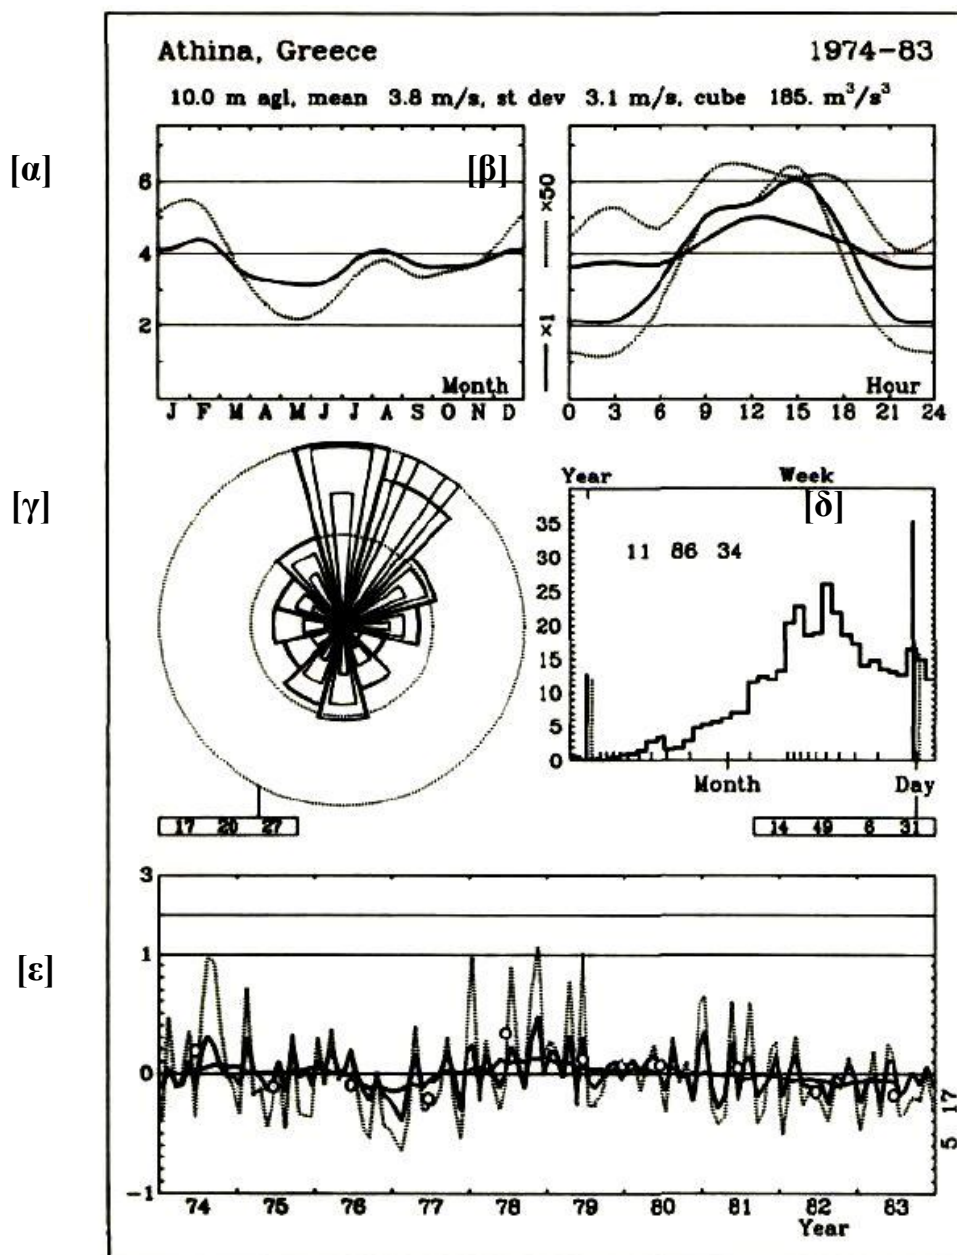 Athina, Greece 1974-83
10.0 m agl, mean 3.8 m/s, st dev 3.1 m/s, cube 185. m³/s³
[α] [β]
6
4
2
×1 ×50
Month Hour
J F M A M J J A S O N D 0 3 6 9 12 15 18 21 24
[γ] [δ]
Year Week
35
30
25
20
15
10
5
0
11 86 34
Month Day
17 20 27 14 49 6 31
[ε]
3
1
0
-1
5 17
74 75 76 77 78 79 80 81 82 83
Year